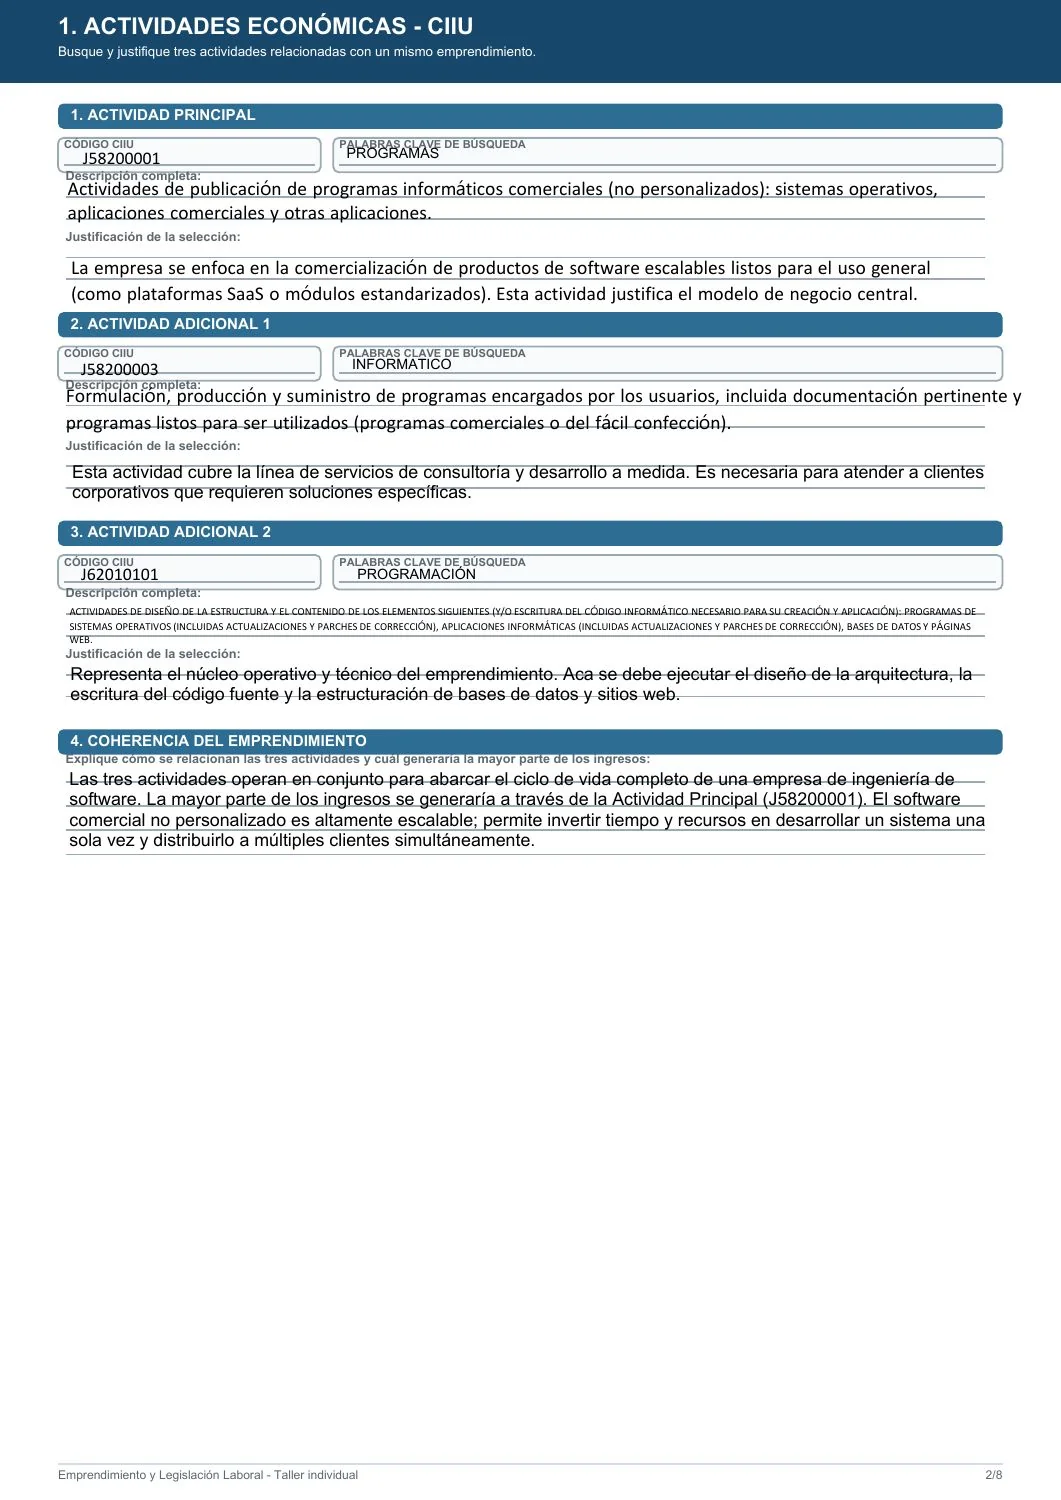 1. ACTIVIDADES ECONÓMICAS - CIIU
Busque y justifique tres actividades relacionadas con un mismo emprendimiento.
1. ACTIVIDAD PRINCIPAL
CÓDIGO CIIU
J58200001
PALABRAS CLAVE DE BÚSQUEDA
PROGRAMAS
Descripción completa:
Actividades de publicación de programas informáticos comerciales (no personalizados): sistemas operativos,
aplicaciones comerciales y otras aplicaciones.
Justificación de la selección:
La empresa se enfoca en la comercialización de productos de software escalables listos para el uso general
(como plataformas SaaS o módulos estandarizados). Esta actividad justifica el modelo de negocio central.
2. ACTIVIDAD ADICIONAL 1
CÓDIGO CIIU
J58200003
PALABRAS CLAVE DE BÚSQUEDA
INFORMÁTICO
Descripción completa:
Formulación, producción y suministro de programas encargados por los usuarios, incluida documentación pertinente y
programas listos para ser utilizados (programas comerciales o del fácil confección).
Justificación de la selección:
Esta actividad cubre la línea de servicios de consultoría y desarrollo a medida. Es necesaria para atender a clientes
corporativos que requieren soluciones específicas.
3. ACTIVIDAD ADICIONAL 2
CÓDIGO CIIU
J62010101
PALABRAS CLAVE DE BÚSQUEDA
PROGRAMACIÓN
Descripción completa:
ACTIVIDADES DE DISEÑO DE LA ESTRUCTURA Y EL CONTENIDO DE LOS ELEMENTOS SIGUIENTES (Y/O ESCRITURA DEL CÓDIGO INFORMÁTICO NECESARIO PARA SU CREACIÓN Y APLICACIÓN): PROGRAMAS DE
SISTEMAS OPERATIVOS (INCLUIDAS ACTUALIZACIONES Y PARCHES DE CORRECCIÓN), APLICACIONES INFORMÁTICAS (INCLUIDAS ACTUALIZACIONES Y PARCHES DE CORRECCIÓN), BASES DE DATOS Y PÁGINAS
WEB.
Justificación de la selección:
Representa el núcleo operativo y técnico del emprendimiento. Aca se debe ejecutar el diseño de la arquitectura, la
escritura del código fuente y la estructuración de bases de datos y sitios web.
4. COHERENCIA DEL EMPRENDIMIENTO
Explique cómo se relacionan las tres actividades y cuál generaría la mayor parte de los ingresos:
Las tres actividades operan en conjunto para abarcar el ciclo de vida completo de una empresa de ingeniería de
software. La mayor parte de los ingresos se generaría a través de la Actividad Principal (J58200001). El software
comercial no personalizado es altamente escalable; permite invertir tiempo y recursos en desarrollar un sistema una
sola vez y distribuirlo a múltiples clientes simultáneamente.
Emprendimiento y Legislación Laboral - Taller individual
2/8